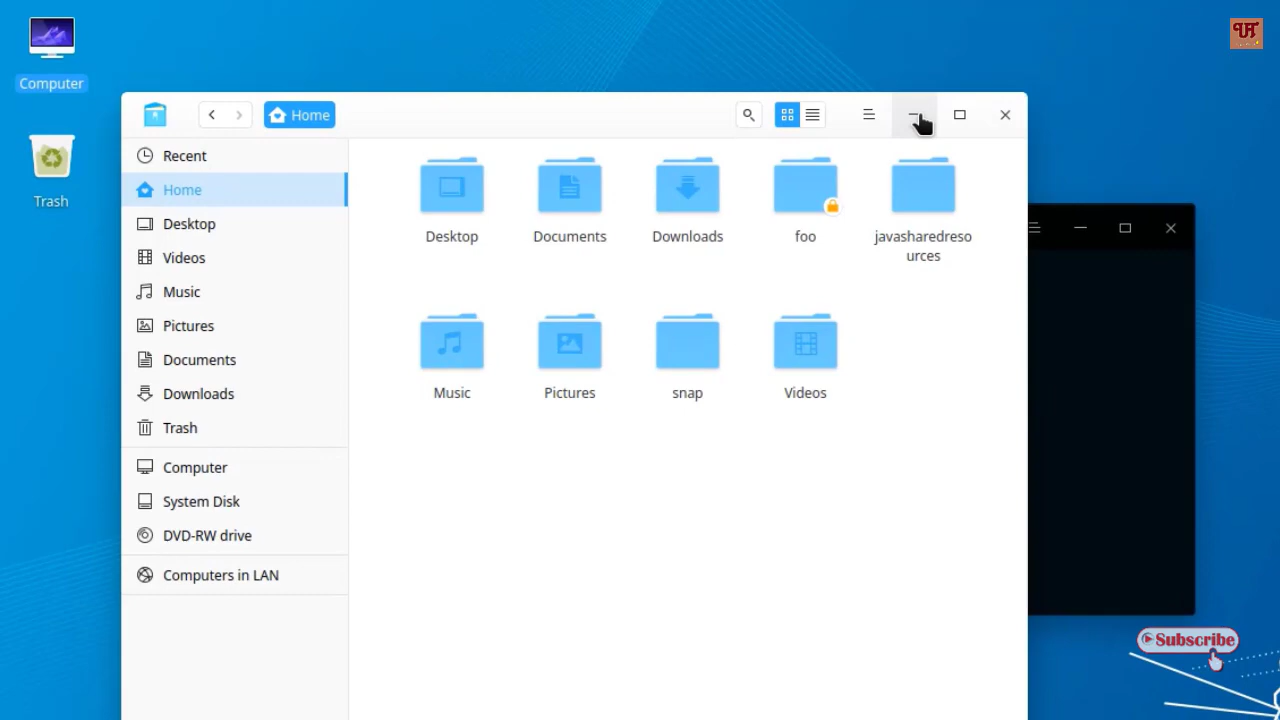 Computer
Trash
Home
Recent
Home
Desktop
Videos
Music
Pictures
Documents
Downloads
Trash
Computer
System Disk
DVD-RW drive
Computers in LAN
Desktop
Documents
Downloads
foo
javasharedreso
urces
Music
Pictures
snap
Videos
Subscribe